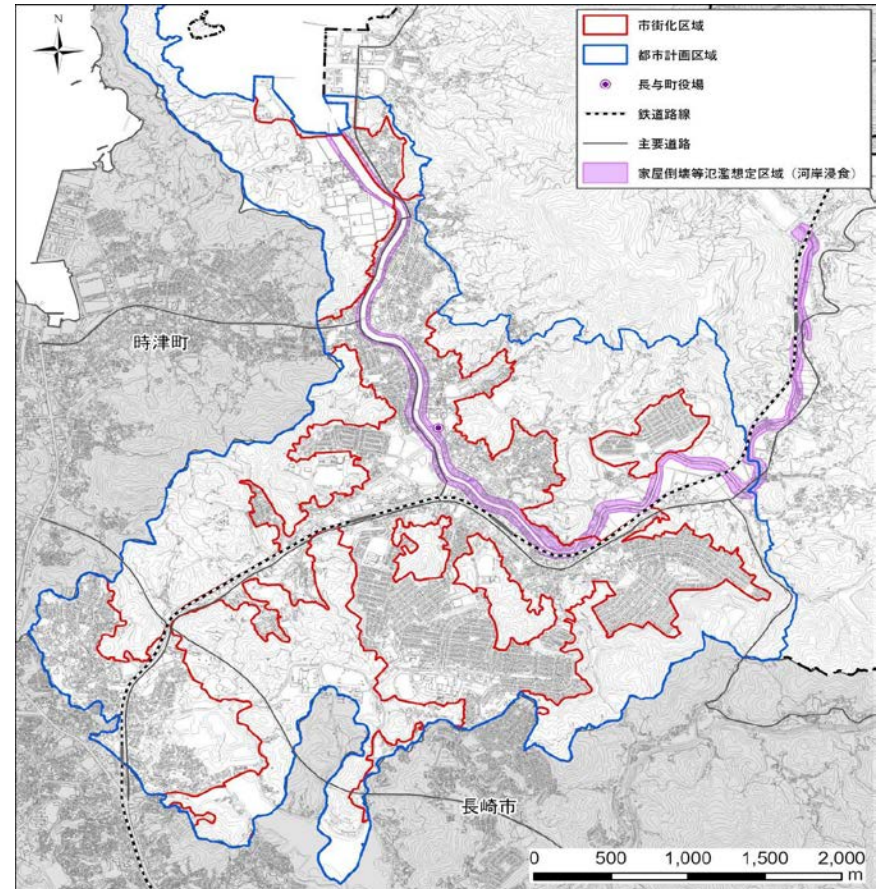 N
市街化区域
都市計画区域
長与町役場
鉄道路線
主要道路
家屋倒壊等氾濫想定区域（河岸浸食）
時津町
長崎市
0 500 1,000 1,500 2,000
m